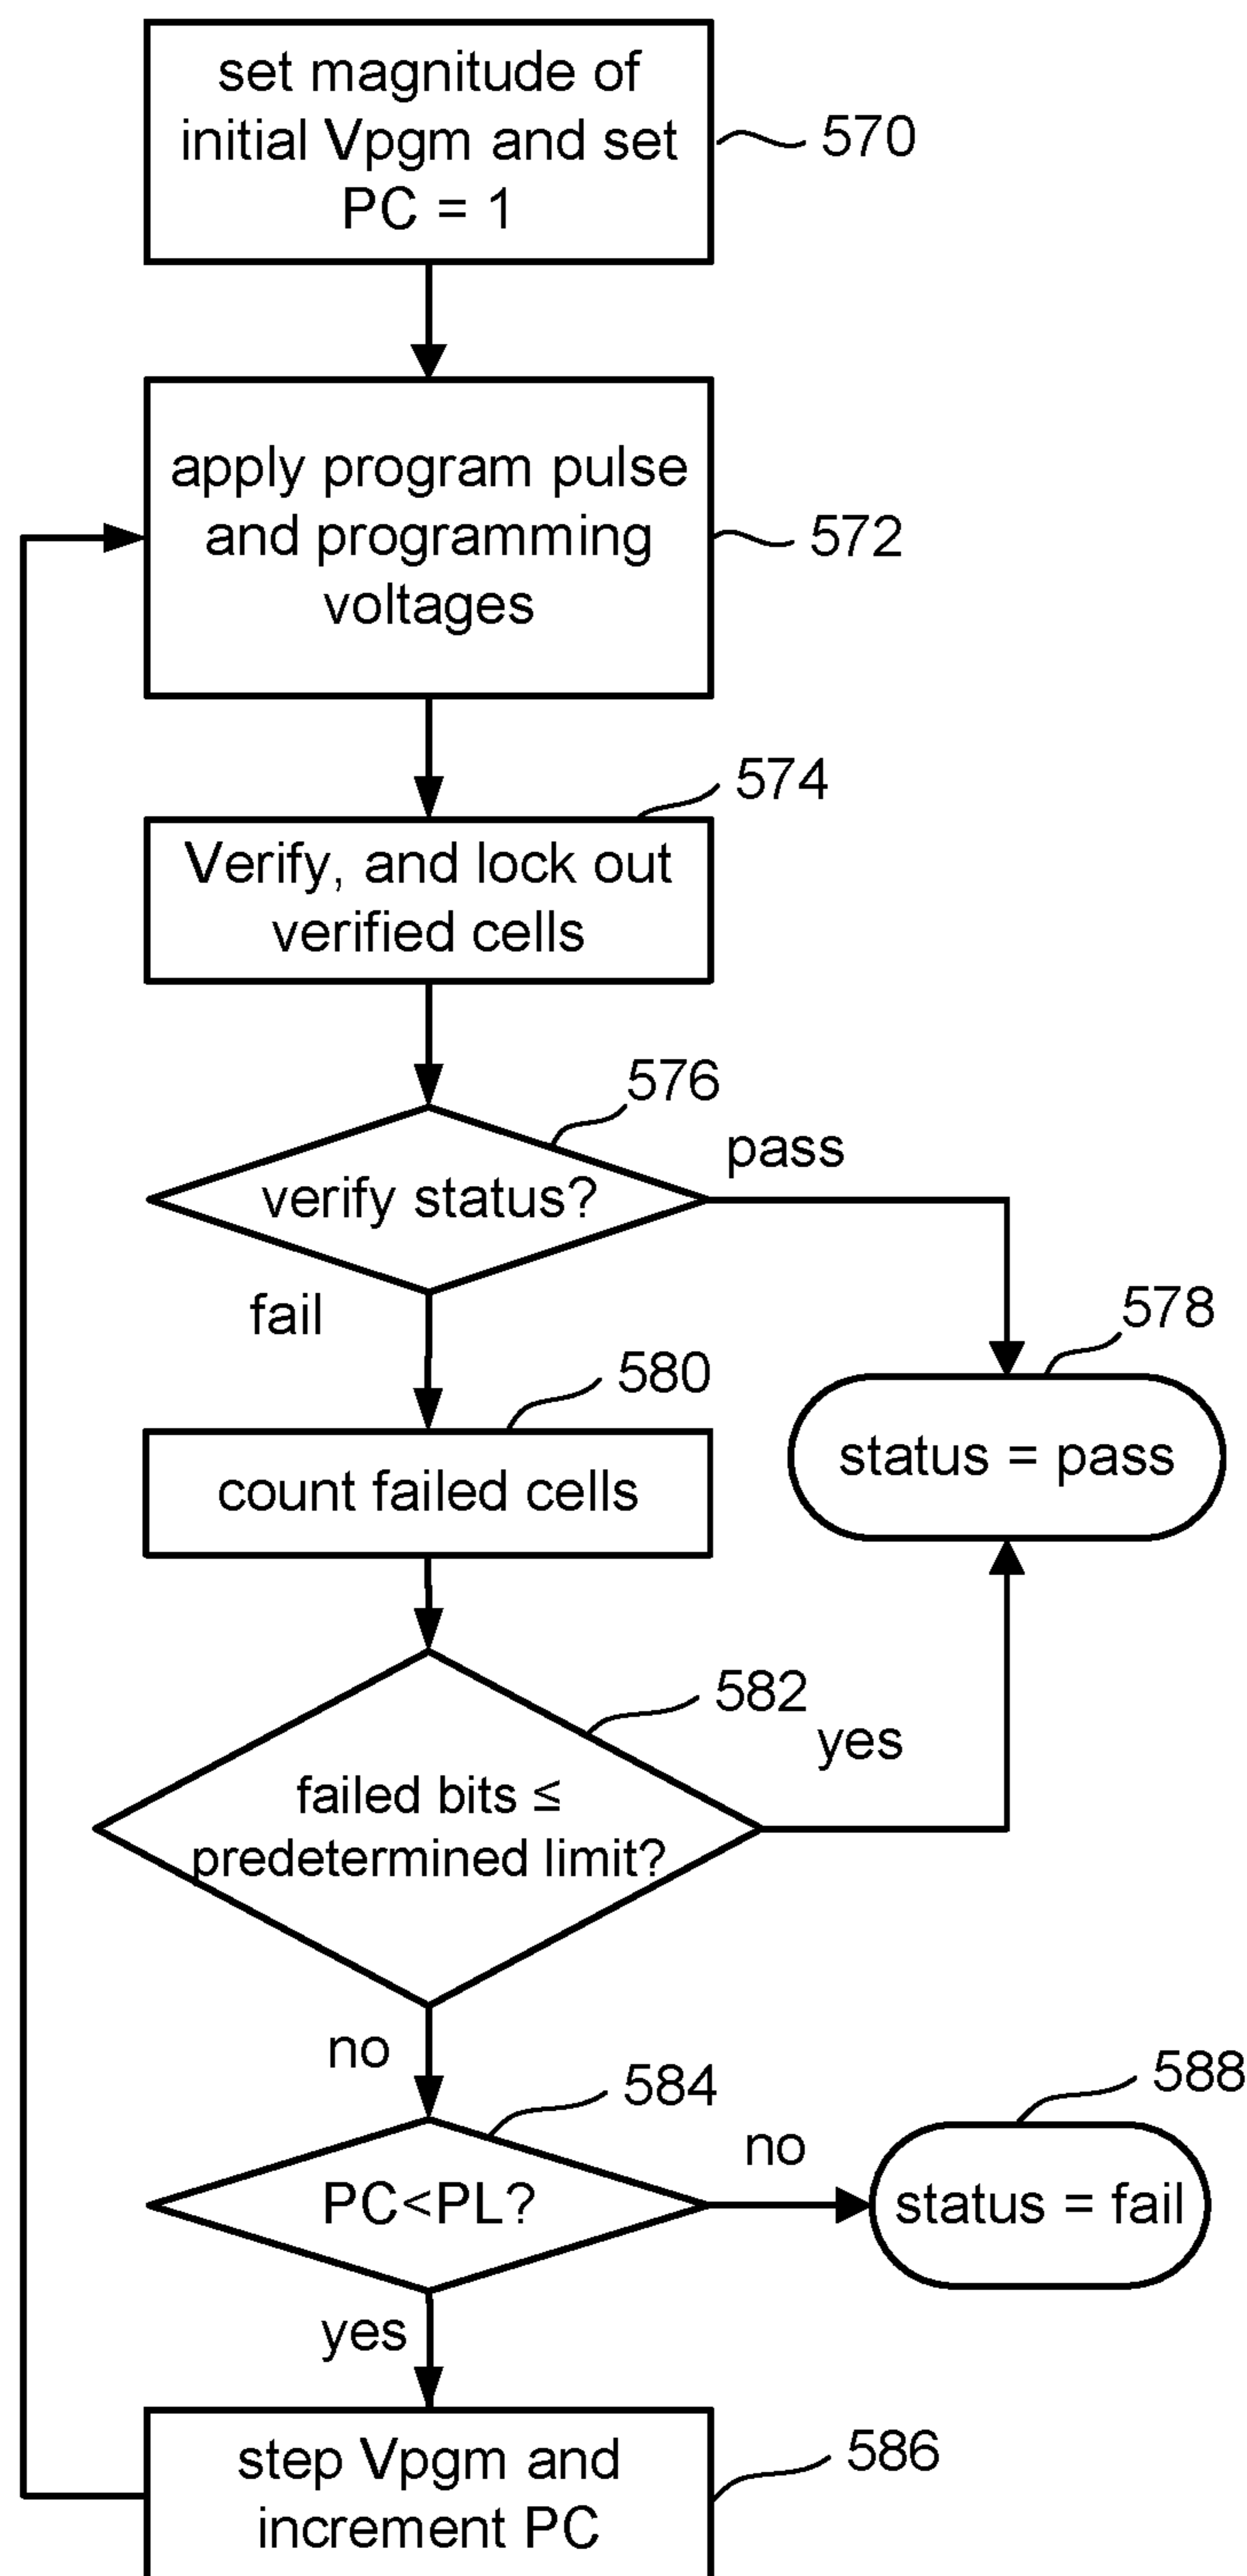 set magnitude of
initial Vpgm and set
PC = 1
570
apply program pulse
and programming
voltages
572
574
Verify, and lock out
verified cells
576
pass
verify status?
fail
578
580
status = pass
count failed cells
582
yes
failed bits ≤
predetermined limit?
no
584
588
no
PC<PL?
status = fail
yes
step Vpgm and
increment PC
586